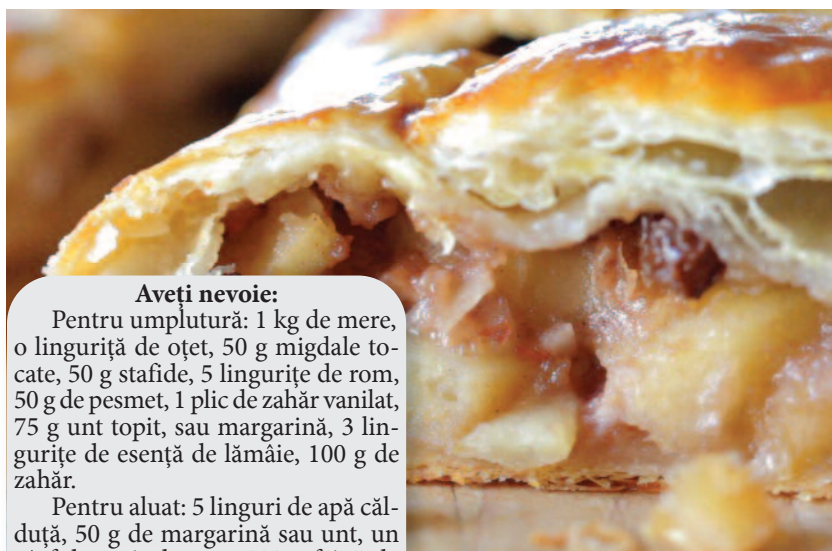 Aveți nevoie:
Pentru umplutură: 1 kg de mere,
o linguriță de oțet, 50 g migdale to-
cate, 50 g stafide, 5 lingurițe de rom,
50 g de pesmet, 1 plic de zahăr vanilat,
75 g unt topit, sau margarină, 3 lin-
gurițe de esență de lămâie, 100 g de
zahăr.
Pentru aluat: 5 linguri de apă căl-
duță, 50 g de margarină sau unt, un